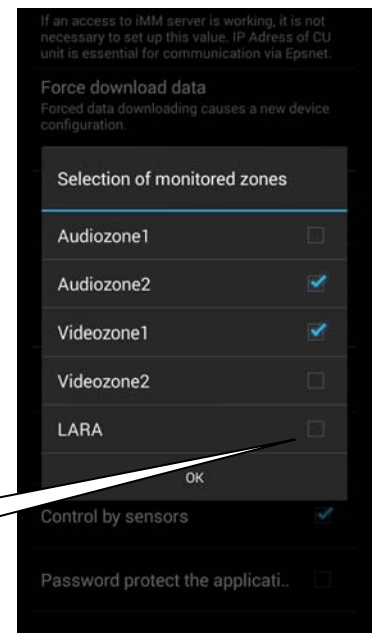 If an access to iMM server is working, it is not
necessary to set up this value. IP Adress of CU
unit is essential for communication via Epsnet.
Force download data
Forced data downloading causes a new device
configuration.
Selection of monitored zones
Audiozone1
Audiozone2
Videozone1
Videozone2
LARA
OK
Control by sensors
Password protect the applicati..